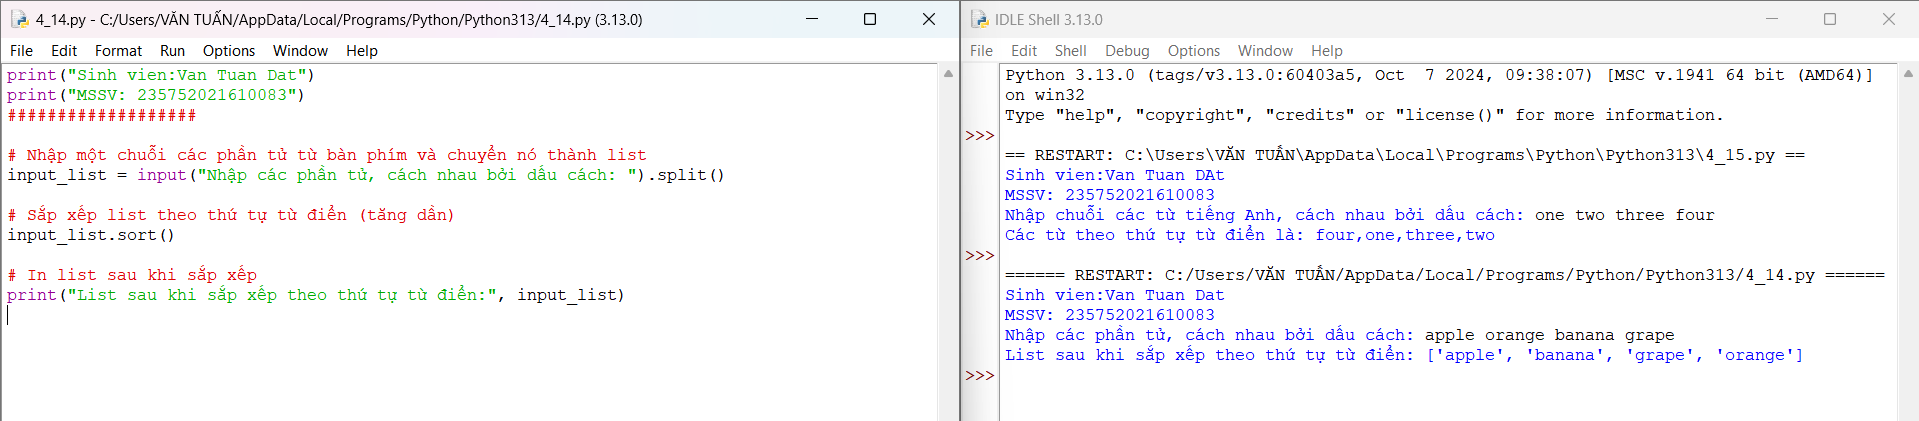 4_14.py - C:/Users/VĂN TUẤN/AppData/Local/Programs/Python/Python313/4_14.py (3.13.0)
File Edit Format Run Options Window Help
print("Sinh vien:Van Tuan Dat")
print("MSSV: 235752021610083")
###################
# Nhập một chuỗi các phần tử từ bàn phím và chuyển nó thành list
input_list = input("Nhập các phần tử, cách nhau bởi dấu cách: ").split()
# Sắp xếp list theo thứ tự từ điển (tăng dần)
input_list.sort()
# In list sau khi sắp xếp
print("List sau khi sắp xếp theo thứ tự từ điển:", input_list)
IDLE Shell 3.13.0
File Edit Shell Debug Options Window Help
Python 3.13.0 (tags/v3.13.0:60403a5, Oct  7 2024, 09:38:07) [MSC v.1941 64 bit (AMD64)]
on win32
Type "help", "copyright", "credits" or "license()" for more information.
>>>
== RESTART: C:\Users\VĂN TUẤN\AppData\Local\Programs\Python\Python313\4_15.py ==
Sinh vien:Van Tuan DAt
MSSV: 235752021610083
Nhập chuỗi các từ tiếng Anh, cách nhau bởi dấu cách: one two three four
Các từ theo thứ tự từ điển là: four,one,three,two
>>>
====== RESTART: C:/Users/VĂN TUẤN/AppData/Local/Programs/Python/Python313/4_14.py ======
Sinh vien:Van Tuan Dat
MSSV: 235752021610083
Nhập các phần tử, cách nhau bởi dấu cách: apple orange banana grape
List sau khi sắp xếp theo thứ tự từ điển: ['apple', 'banana', 'grape', 'orange']
>>>